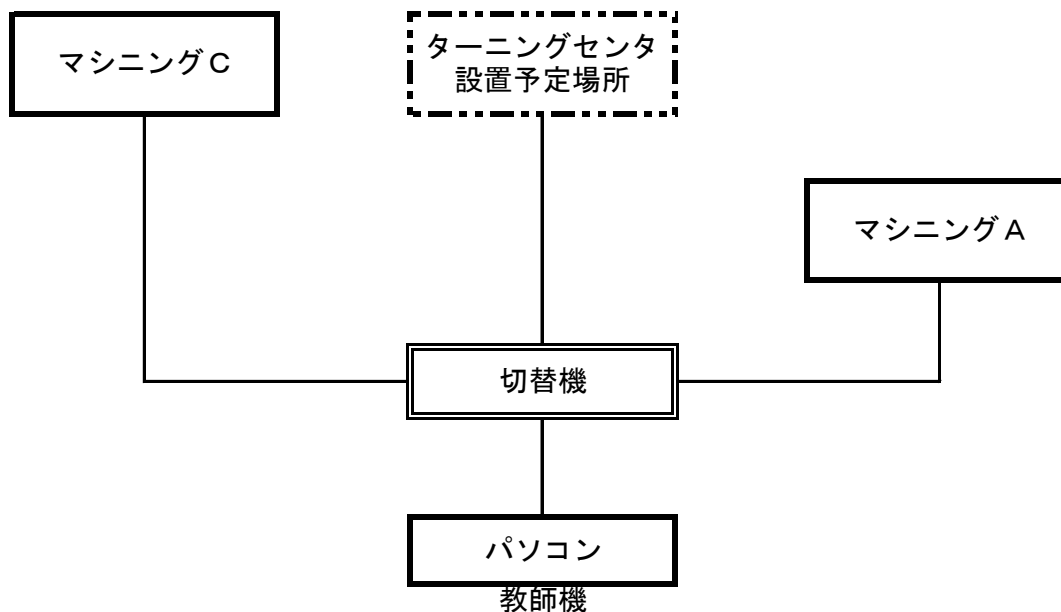 マシニングＣ
ターニングセンタ
設置予定場所
マシニングＡ
切替機
パソコン
教師機